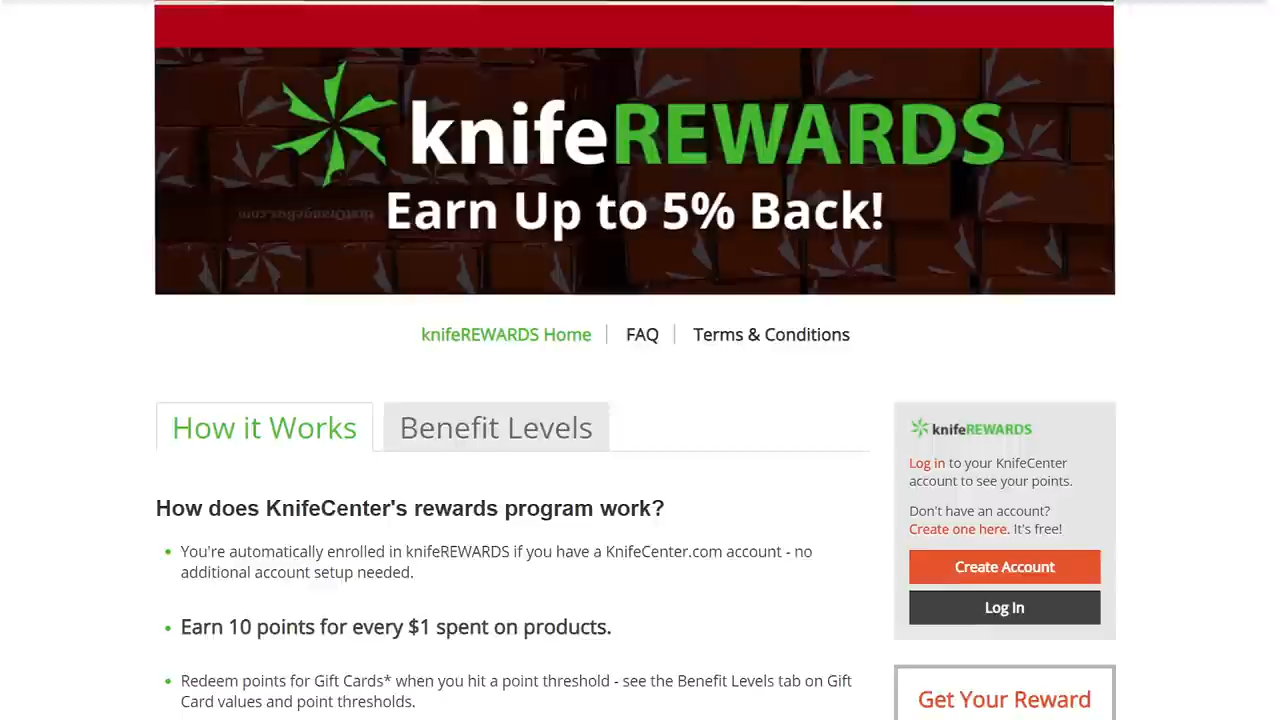 knifeREWARDS
Earn Up to 5% Back!
knifeREWARDS Home
FAQ
Terms & Conditions
How it Works
Benefit Levels
How does KnifeCenter's rewards program work?
• You're automatically enrolled in knifeREWARDS if you have a KnifeCenter.com account - no
additional account setup needed.
• Earn 10 points for every $1 spent on products.
• Redeem points for Gift Cards* when you hit a point threshold - see the Benefit Levels tab on Gift
Card values and point thresholds.
knifeREWARDS
Log in to your KnifeCenter
account to see your points.
Don't have an account?
Create one here. It's free!
Create Account
Log In
Get Your Reward